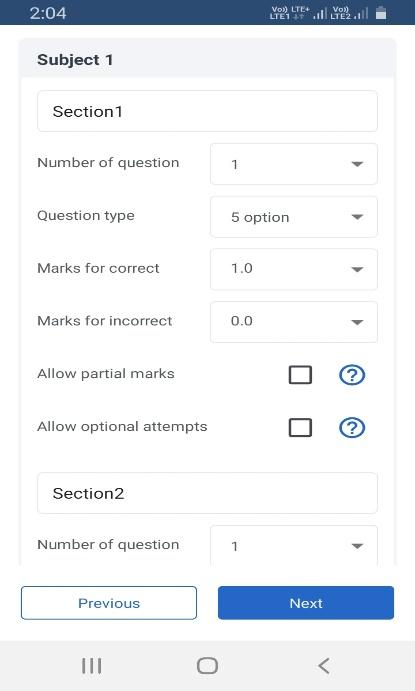 2:04
Vo)) LTE+ Vo))
LTE1 LTE2
Subject 1
Section1
Number of question 1
Question type 5 option
Marks for correct 1.0
Marks for incorrect 0.0
Allow partial marks ?
Allow optional attempts ?
Section2
Number of question 1
Previous Next